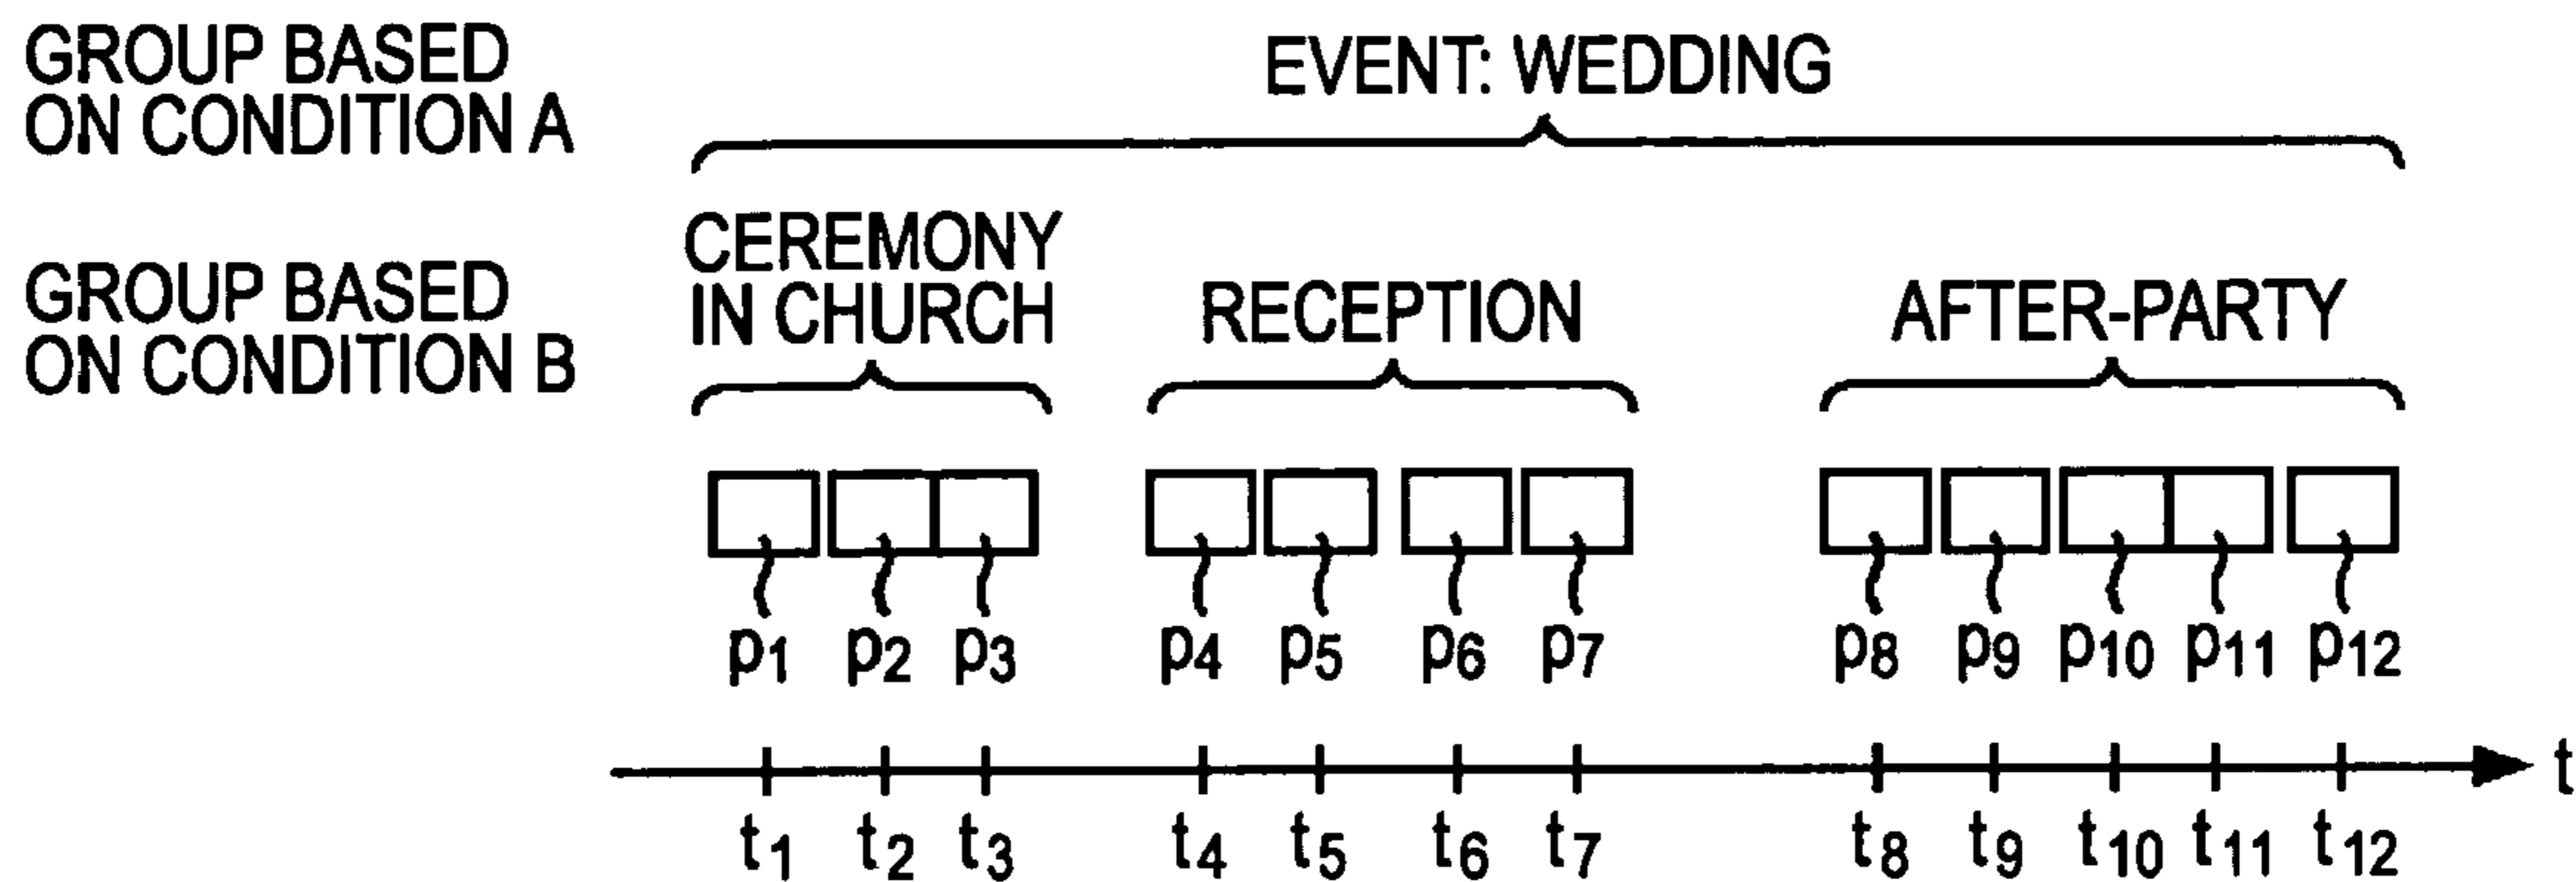 GROUP BASED
ON CONDITION A
EVENT: WEDDING
GROUP BASED
ON CONDITION B
CEREMONY
IN CHURCH
RECEPTION
AFTER-PARTY
p1 p2 p3 p4 p5 p6 p7 p8 p9 p10 p11 p12
t
t1 t2 t3 t4 t5 t6 t7 t8 t9 t10 t11 t12